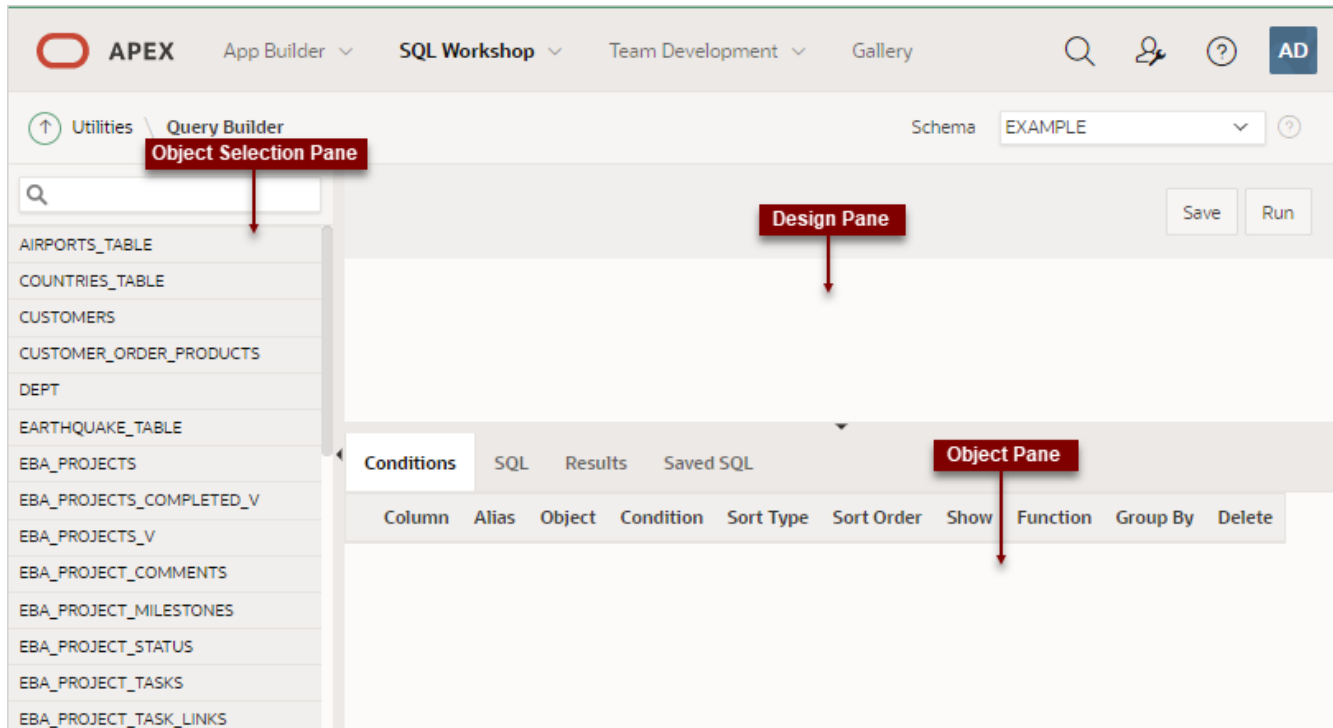 APEX App Builder SQL Workshop Team Development Gallery AD
Utilities \ Query Builder Schema EXAMPLE
Object Selection Pane
Design Pane
Save Run
AIRPORTS_TABLE
COUNTRIES_TABLE
CUSTOMERS
CUSTOMER_ORDER_PRODUCTS
DEPT
EARTHQUAKE_TABLE
EBA_PROJECTS
EBA_PROJECTS_COMPLETED_V
EBA_PROJECTS_V
EBA_PROJECT_COMMENTS
EBA_PROJECT_MILESTONES
EBA_PROJECT_STATUS
EBA_PROJECT_TASKS
EBA_PROJECT_TASK_LINKS
Object Pane
Conditions SQL Results Saved SQL
Column Alias Object Condition Sort Type Sort Order Show Function Group By Delete